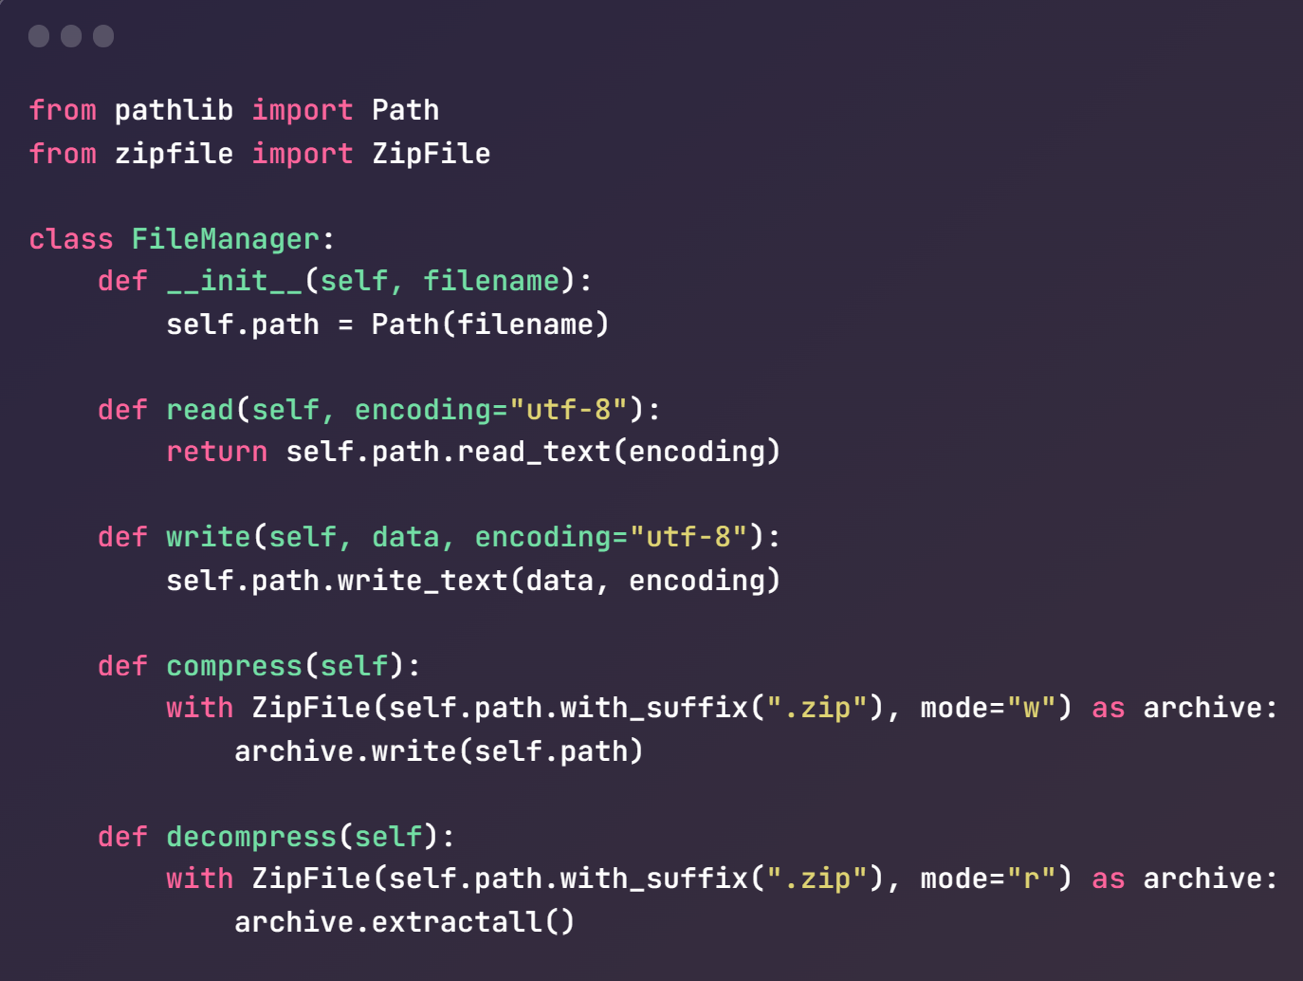 from pathlib import Path
from zipfile import ZipFile
class FileManager:
    def __init__(self, filename):
        self.path = Path(filename)
    def read(self, encoding="utf-8"):
        return self.path.read_text(encoding)
    def write(self, data, encoding="utf-8"):
        self.path.write_text(data, encoding)
    def compress(self):
        with ZipFile(self.path.with_suffix(".zip"), mode="w") as archive:
            archive.write(self.path)
    def decompress(self):
        with ZipFile(self.path.with_suffix(".zip"), mode="r") as archive:
            archive.extractall()